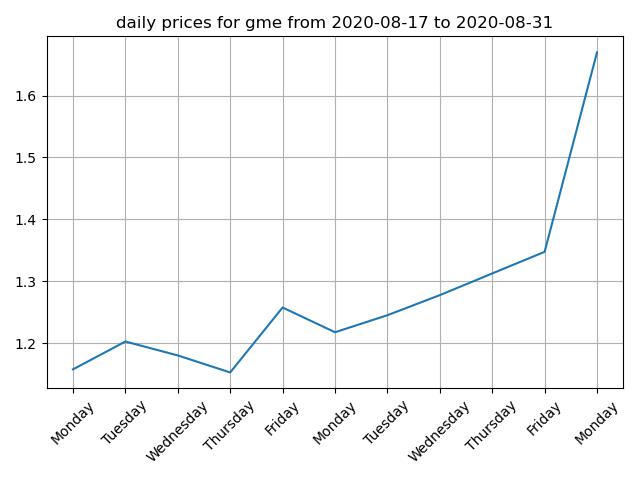 daily prices for gme from 2020-08-17 to 2020-08-31
1.6
1.5
1.4
1.3
1.2
Monday
Tuesday
Wednesday
Thursday
Friday
Monday
Tuesday
Wednesday
Thursday
Friday
Monday